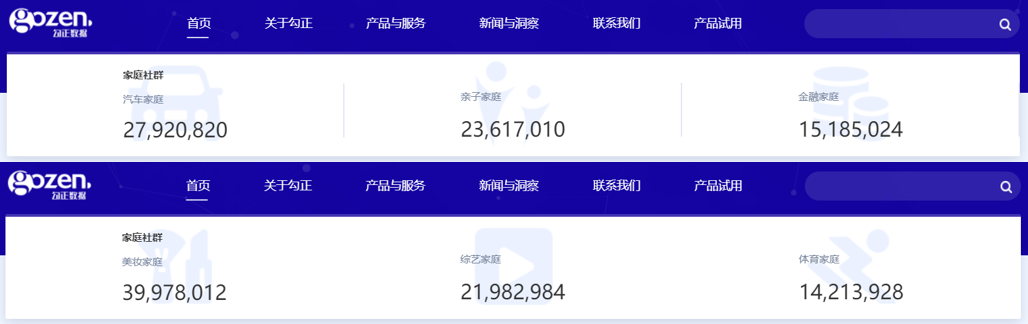 gozen.
勾正数据
首页 关于勾正 产品与服务 新闻与洞察 联系我们 产品试用
家庭社群
汽车家庭 亲子家庭 金融家庭
27,920,820 23,617,010 15,185,024
gozen.
勾正数据
首页 关于勾正 产品与服务 新闻与洞察 联系我们 产品试用
家庭社群
美妆家庭 综艺家庭 体育家庭
39,978,012 21,982,984 14,213,928